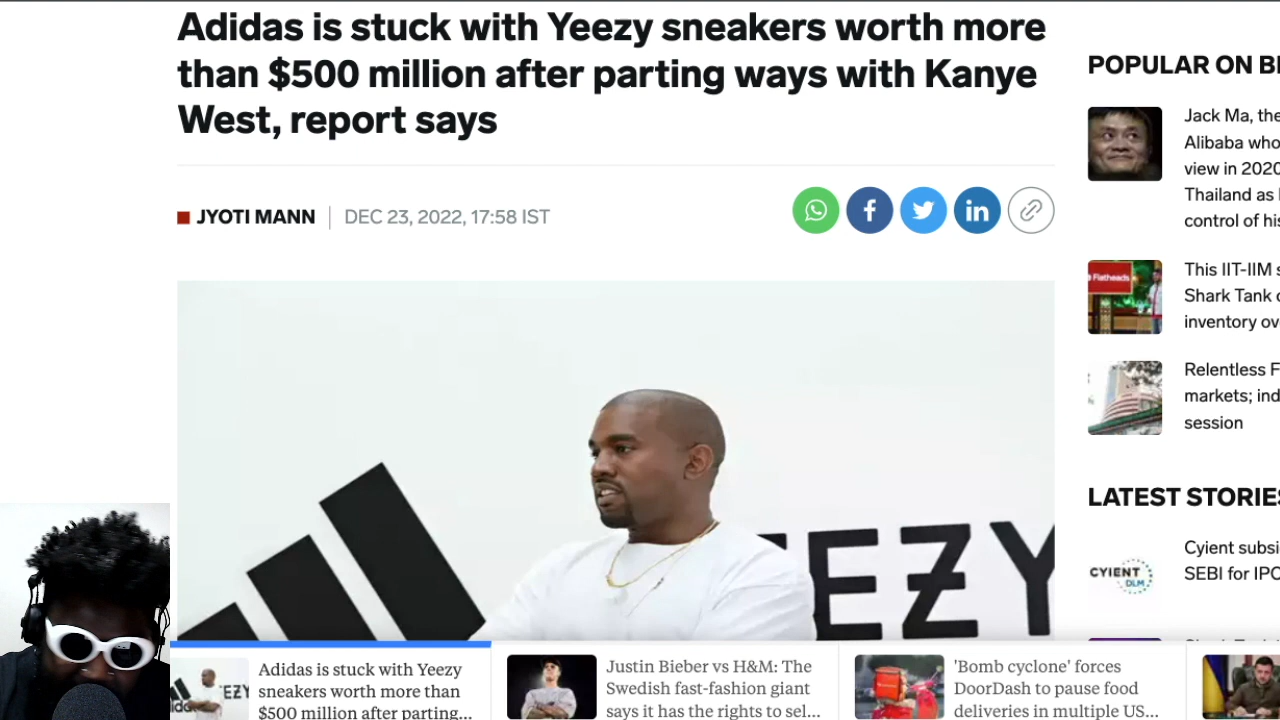 Adidas is stuck with Yeezy sneakers worth more
than $500 million after parting ways with Kanye
West, report says
JYOTI MANN
DEC 23, 2022, 17:58 IST
EEZY
POPULAR ON
Jack Ma, the
Alibaba who
view in 2020
Thailand as
control of his
Flatheads
This IIT-IIM
Shark Tank
inventory
Relentless
markets;
session
LATEST STORIES
CYIENT
DLM
Cyient
SEBI for
Adidas is stuck with Yeezy
sneakers worth more than
$500 million after parting...
Justin Bieber vs H&M: The
Swedish fast-fashion giant
says it has the rights to sel...
'Bomb cyclone' forces
DoorDash to pause food
deliveries in multiple US...